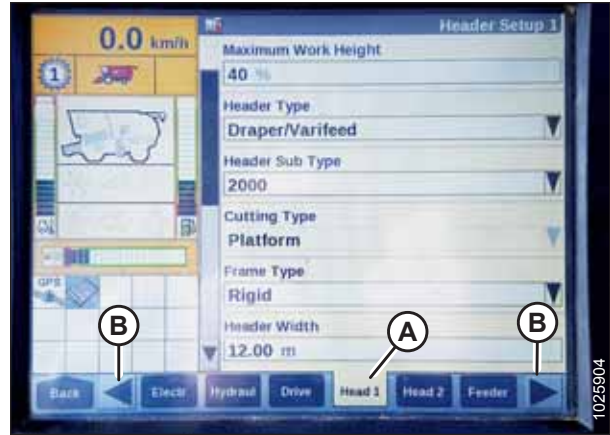 0.0 km/h
Header Setup 1
Maximum Work Height
40 %
1
Header Type
Draper/Varifeed
Header Sub Type
2000
Cutting Type
Platform
Frame Type
Rigid
GPS
Header Width
12.00 m
B
A
B
Back Electr Hydraul Drive Head 1 Head 2 Feeder
1025904